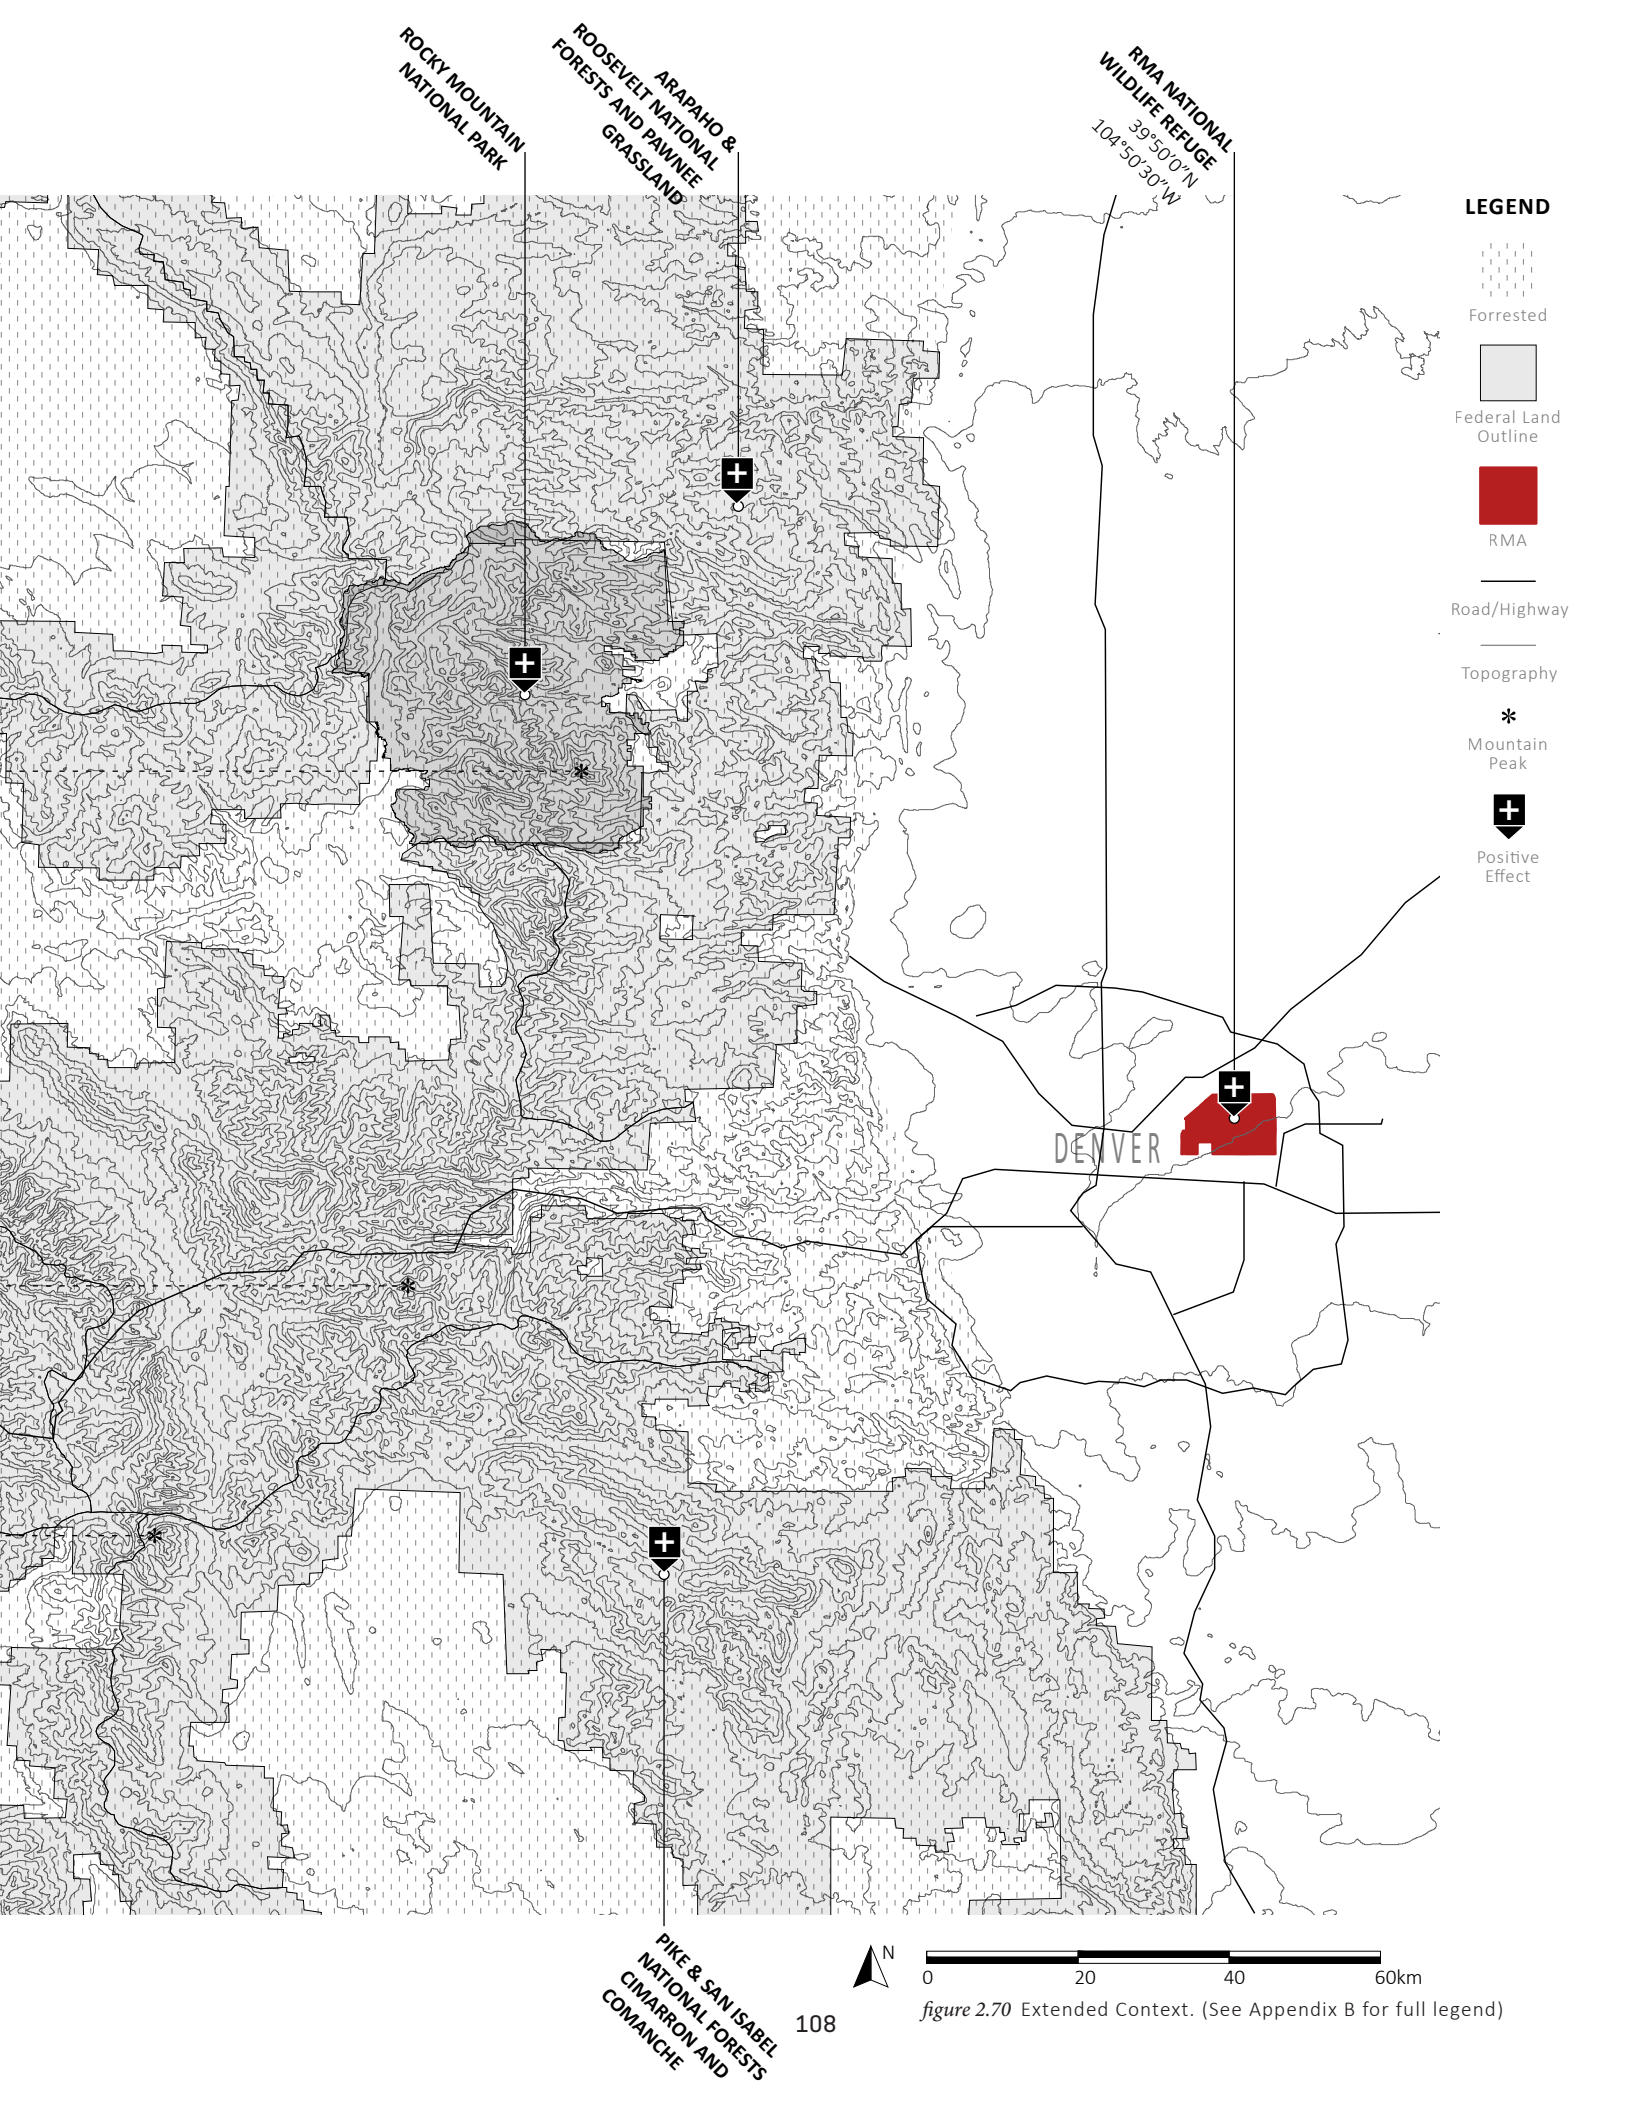 ROCKY MOUNTAIN
NATIONAL PARK
ARAPAHO &
ROOSEVELT NATIONAL
FORESTS AND PAWNEE
GRASSLAND
RMA NATIONAL
WILDLIFE REFUGE
39°50’0”N
104°50’30”W
LEGEND
Forrested
Federal Land
Outline
RMA
Road/Highway
Topography
Mountain
Peak
Positive
Effect
DENVER
PIKE & SAN ISABEL
NATIONAL FORESTS
CIMARRON AND
COMANCHE
N
0 20 40 60km
figure 2.70 Extended Context. (See Appendix B for full legend)
108